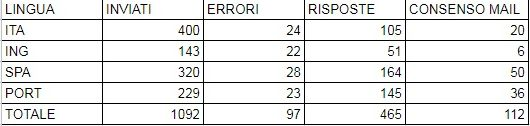 LINGUA INVIATI ERRORI RISPOSTE CONSENSO MAIL
ITA 400 24 105 20
ING 143 22 51 6
SPA 320 28 164 50
PORT 229 23 145 36
TOTALE 1092 97 465 112